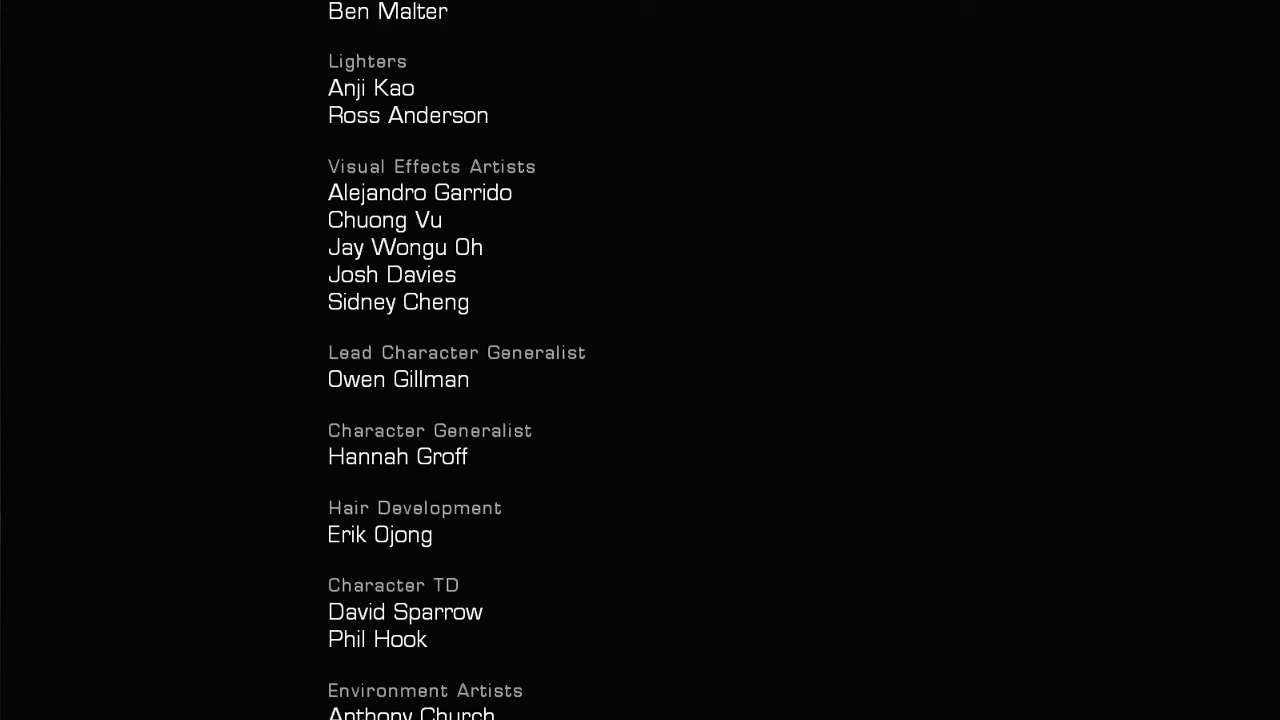 Ben Malter
Lighters
Anji Kao
Ross Anderson
Visual Effects Artists
Alejandro Garrido
Chuong Vu
Jay Wongu Oh
Josh Davies
Sidney Cheng
Lead Character Generalist
Owen Gillman
Character Generalist
Hannah Groff
Hair Development
Erik Ojong
Character TD
David Sparrow
Phil Hook
Environment Artists
Anthony Church